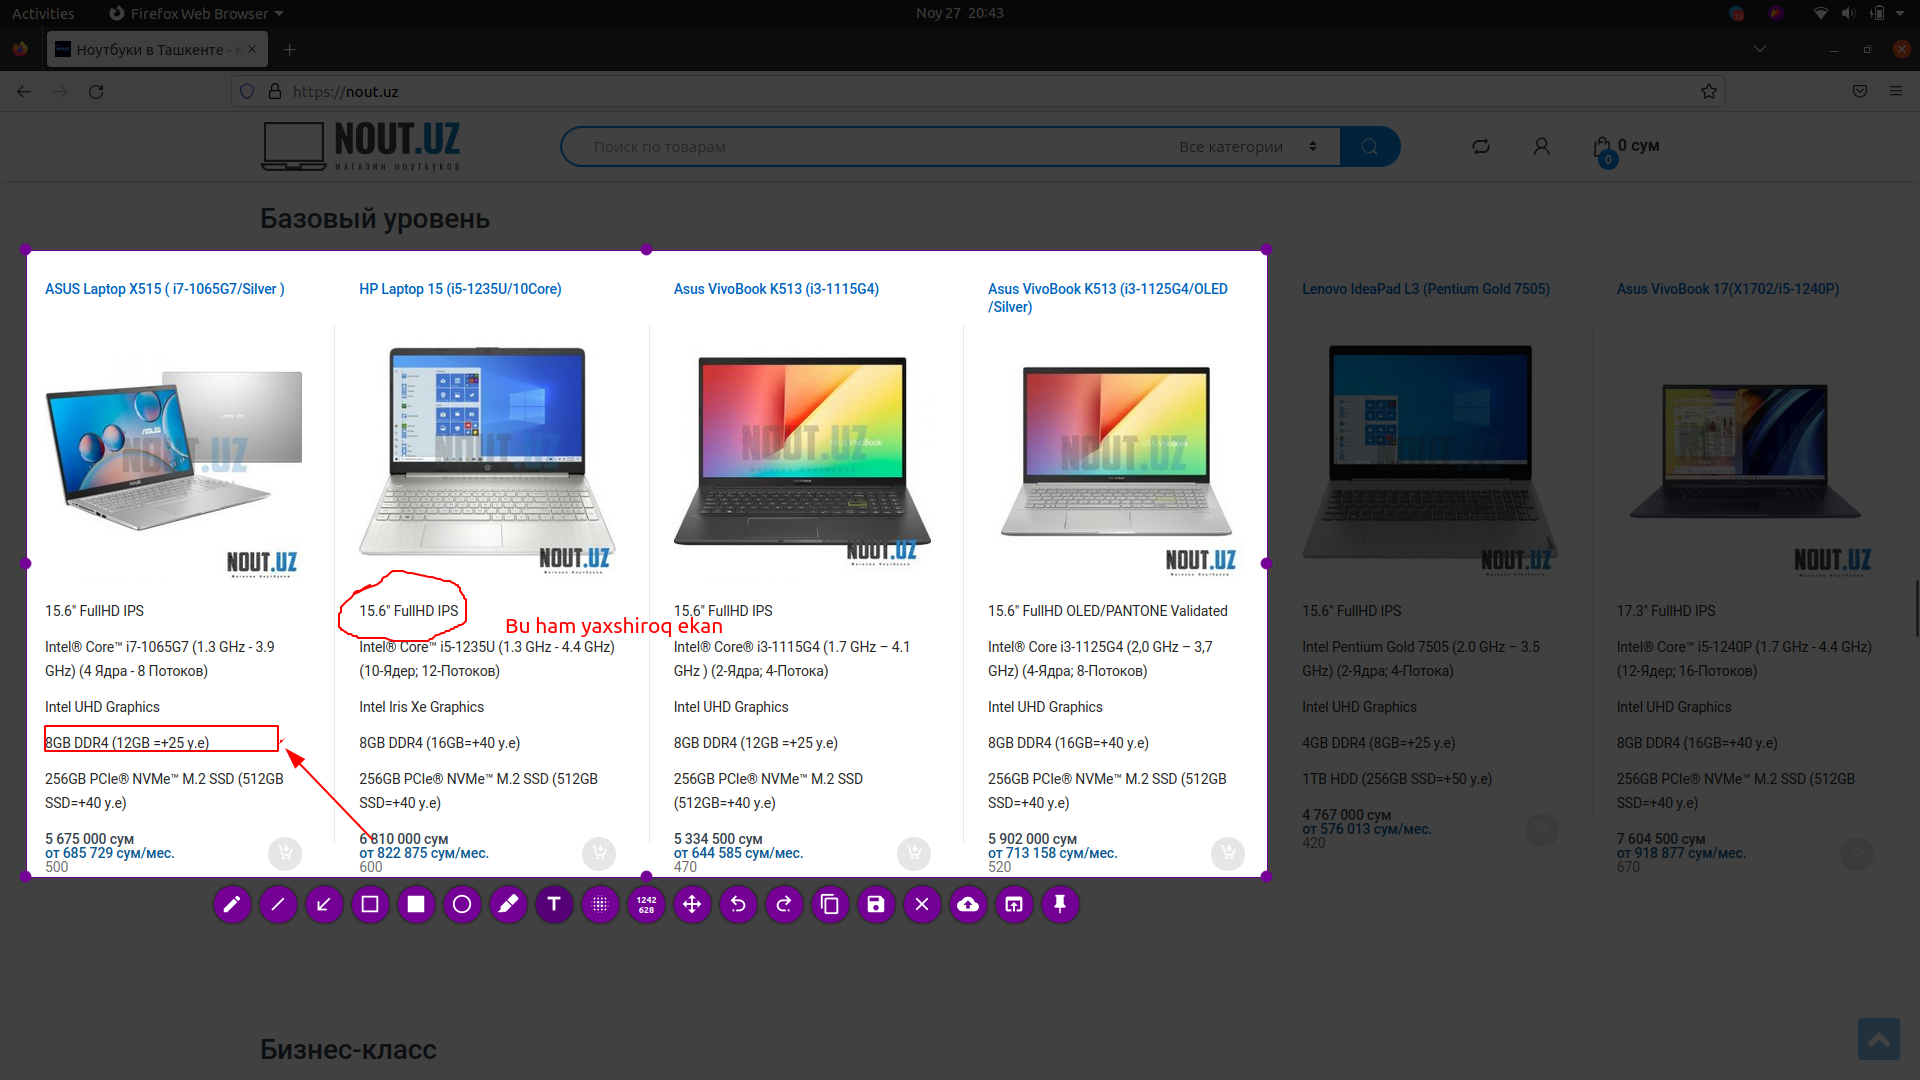 Activities
Firefox Web Browser
Noy 27 20:43
Ноутбуки в Ташкенте - к
https://nout.uz
NOUT.UZ
МАГАЗИН НОУТБУКОВ
Поиск по товарам
Все категории
0
0 сум
Базовый уровень
ASUS Laptop X515 ( i7-1065G7/Silver )
15.6" FullHD IPS
Intel® Core™ i7-1065G7 (1.3 GHz - 3.9
GHz) (4 Ядра - 8 Потоков)
Intel UHD Graphics
8GB DDR4 (12GB =+25 у.е)
256GB PCIe® NVMe™ M.2 SSD (512GB
SSD=+40 у.е)
5 675 000 сум
от 685 729 сум/мес.
500
HP Laptop 15 (i5-1235U/10Core)
15.6" FullHD IPS
Bu ham yaxshiroq ekan
Intel® Core™ i5-1235U (1.3 GHz - 4.4 GHz)
(10-Ядер; 12-Потоков)
Intel Iris Xe Graphics
8GB DDR4 (16GB=+40 у.е)
256GB PCIe® NVMe™ M.2 SSD (512GB
SSD=+40 у.е)
6 810 000 сум
от 822 875 сум/мес.
600
Asus VivoBook K513 (i3-1115G4)
15.6" FullHD IPS
Intel® Core® i3-1115G4 (1.7 GHz – 4.1
GHz ) (2-Ядра; 4-Потока)
Intel UHD Graphics
8GB DDR4 (12GB =+25 у.е)
256GB PCIe® NVMe™ M.2 SSD
(512GB=+40 у.е)
5 334 500 сум
от 644 585 сум/мес.
470
Asus VivoBook K513 (i3-1125G4/OLED
/Silver)
15.6" FullHD OLED/PANTONE Validated
Intel® Core i3-1125G4 (2,0 GHz – 3,7
GHz) (4-Ядра; 8-Потоков)
Intel UHD Graphics
8GB DDR4 (16GB=+40 у.е)
256GB PCIe® NVMe™ M.2 SSD (512GB
SSD=+40 у.е)
5 902 000 сум
от 713 158 сум/мес.
520
Lenovo IdeaPad L3 (Pentium Gold 7505)
15.6" FullHD IPS
Intel Pentium Gold 7505 (2.0 GHz – 3.5
GHz) (2-Ядра; 4-Потока)
Intel UHD Graphics
4GB DDR4 (8GB=+25 у.е)
1TB HDD (256GB SSD=+50 у.е)
4 767 000 сум
от 576 013 сум/мес.
420
Asus VivoBook 17(X1702/i5-1240P)
17.3" FullHD IPS
Intel® Core™ i5-1240P (1.7 GHz - 4.4 GHz)
(12-Ядер; 16-Потоков)
Intel UHD Graphics
8GB DDR4 (16GB=+40 у.е)
256GB PCIe® NVMe™ M.2 SSD (512GB
SSD=+40 у.е)
7 604 500 сум
от 918 877 сум/мес.
670
T
1242
628
Бизнес-класс